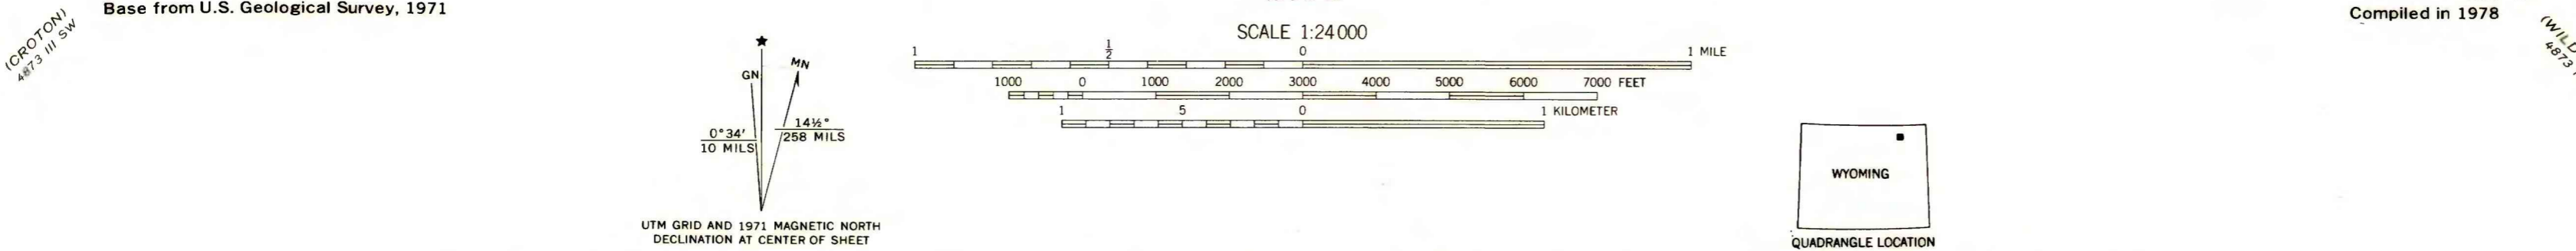 Base from U.S. Geological Survey, 1971
Compiled in 1978
(CROTON)
4873 III SW
SCALE 1:24000
1 ½ 0 1 MILE
1000 0 1000 2000 3000 4000 5000 6000 7000 FEET
1 5 0 1 KILOMETER
★
GN MN
0°34'
10 MILS
14½°
258 MILS
UTM GRID AND 1971 MAGNETIC NORTH
DECLINATION AT CENTER OF SHEET
WYOMING
QUADRANGLE LOCATION
(WILD
4873